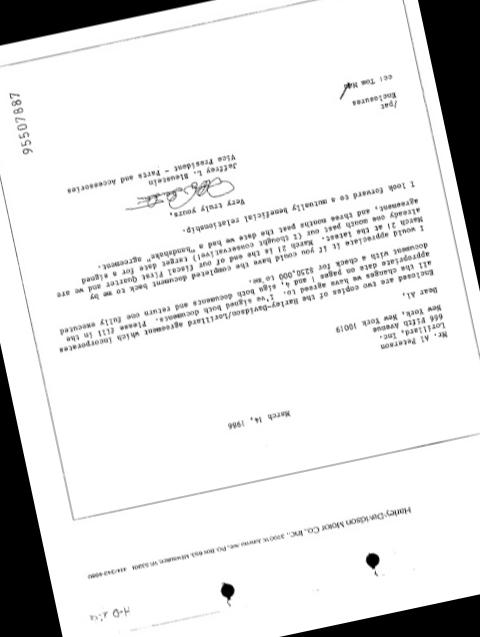 H-D
Harley-Davidson Motor Co., Inc., 3700 W. Juneau Ave., P.O. Box 653, Milwaukee, WI 53201 414/342-4680
March 14, 1986
Mr. Al Peterson
Lorillard, Inc.
666 Fifth Avenue
New York, New York 10019
Dear Al,
Enclosed are two copies of the Harley-Davidson/Lorillard agreement which incorporates
all the changes we have agreed to. I've signed both documents. Please fill in the
appropriate date on pages 1 and 4, sign both documents and return one fully executed
document with a check for $250,000 to me.
I would appreciate it if you could have the completed document back to me by
March 21 at the latest. March 21 is the end of our fiscal First Quarter and we are
already one month past our (I thought conservative!) target date for a signed
agreement, and three months past the date we had a "handshake" agreement.
I look forward to a mutually beneficial relationship.
Very truly yours,
Jeffrey L. Bleustein
Vice President - Parts and Accessories
/pat
Enclosures
cc: Tom
95507887